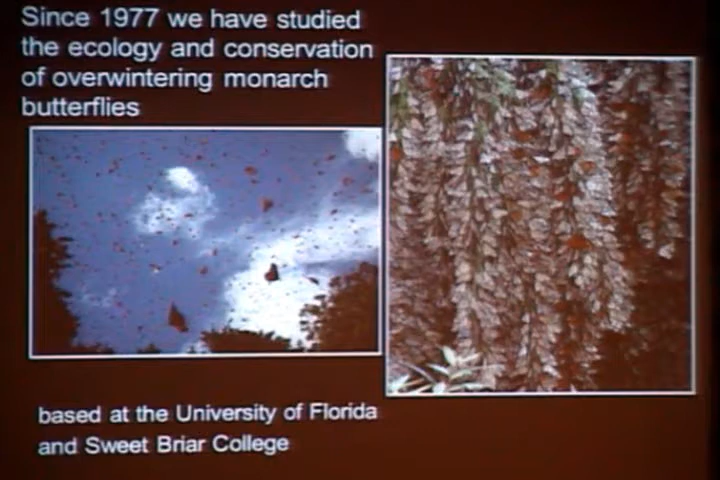 Since 1977 we have studied
the ecology and conservation
of overwintering monarch
butterflies
based at the University of Florida
and Sweet Briar College